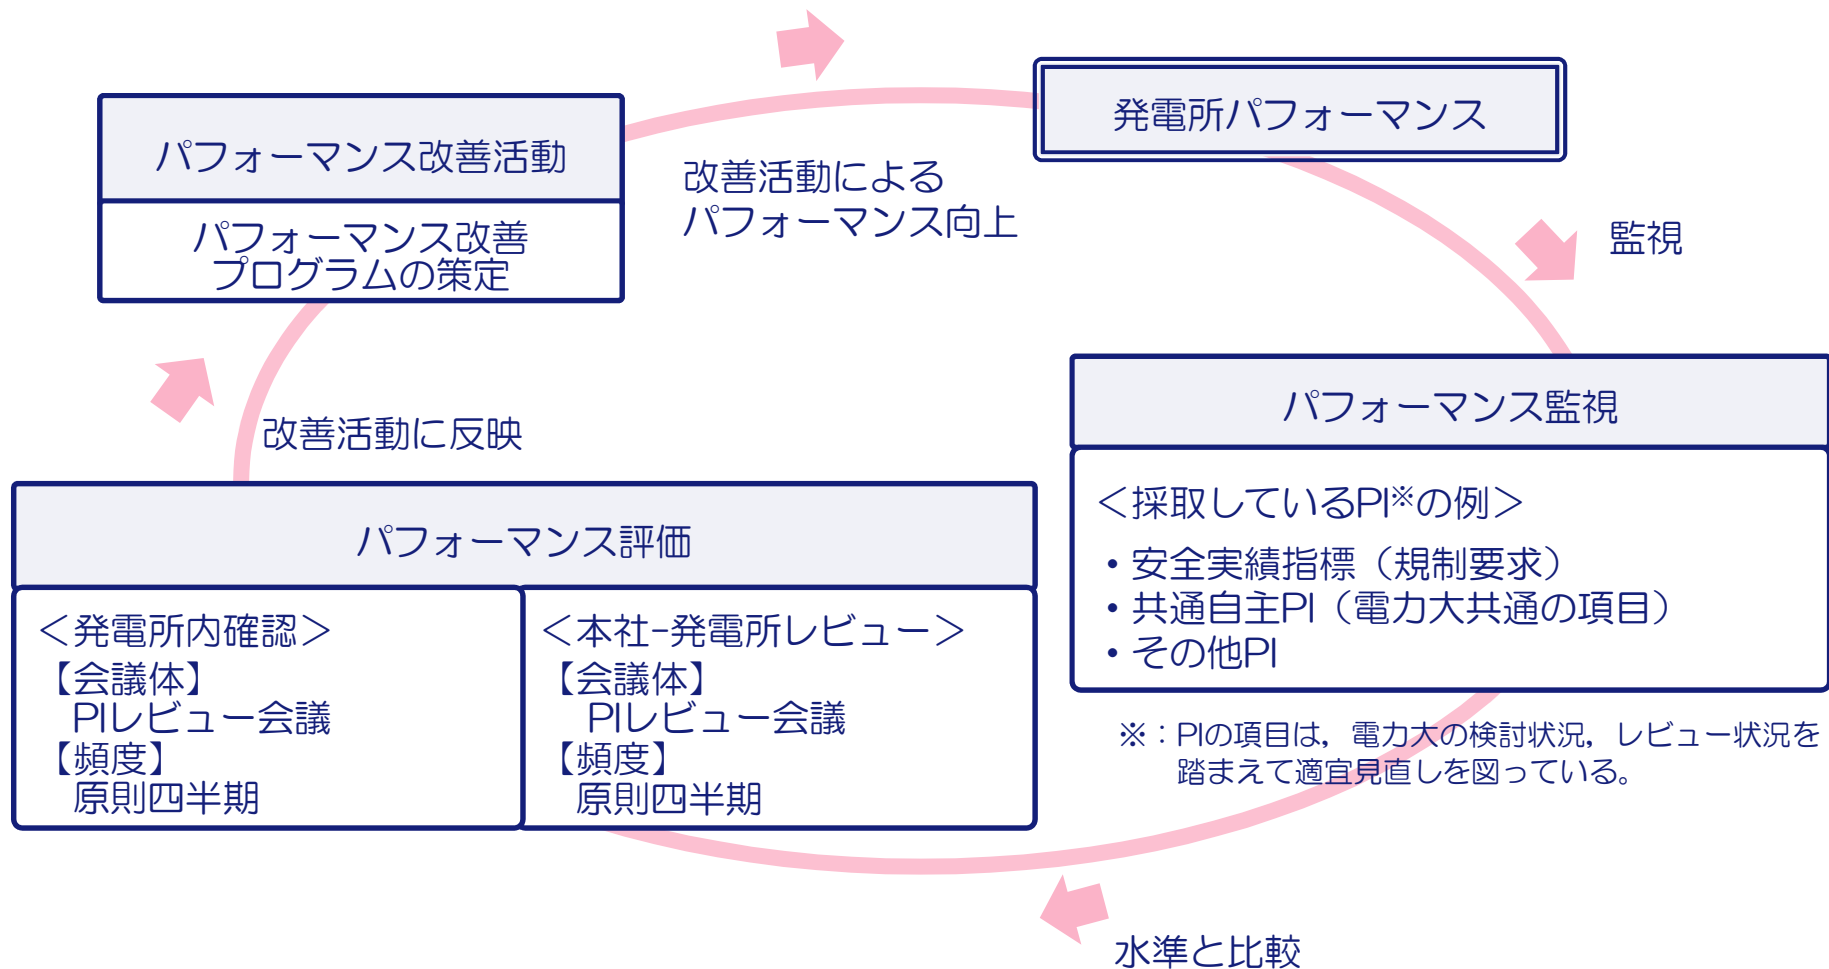 発電所パフォーマンス
パフォーマンス改善活動
パフォーマンス改善
プログラムの策定
改善活動による
パフォーマンス向上
監視
パフォーマンス監視
＜採取しているPI※の例＞
・安全実績指標（規制要求）
・共通自主PI（電力大共通の項目）
・その他PI
※：PIの項目は，電力大の検討状況，レビュー状況を
踏まえて適宜見直しを図っている。
改善活動に反映
パフォーマンス評価
＜発電所内確認＞
【会議体】
PIレビュー会議
【頻度】
原則四半期
＜本社-発電所レビュー＞
【会議体】
PIレビュー会議
【頻度】
原則四半期
水準と比較